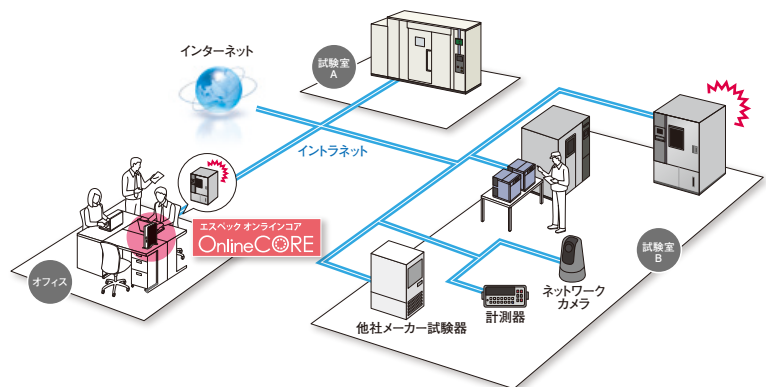 インターネット
試験室
A
イントラネット
エスペック オンラインコア
OnlineCORE
オフィス
試験室
B
ネットワーク
カメラ
計測器
他社メーカー試験器